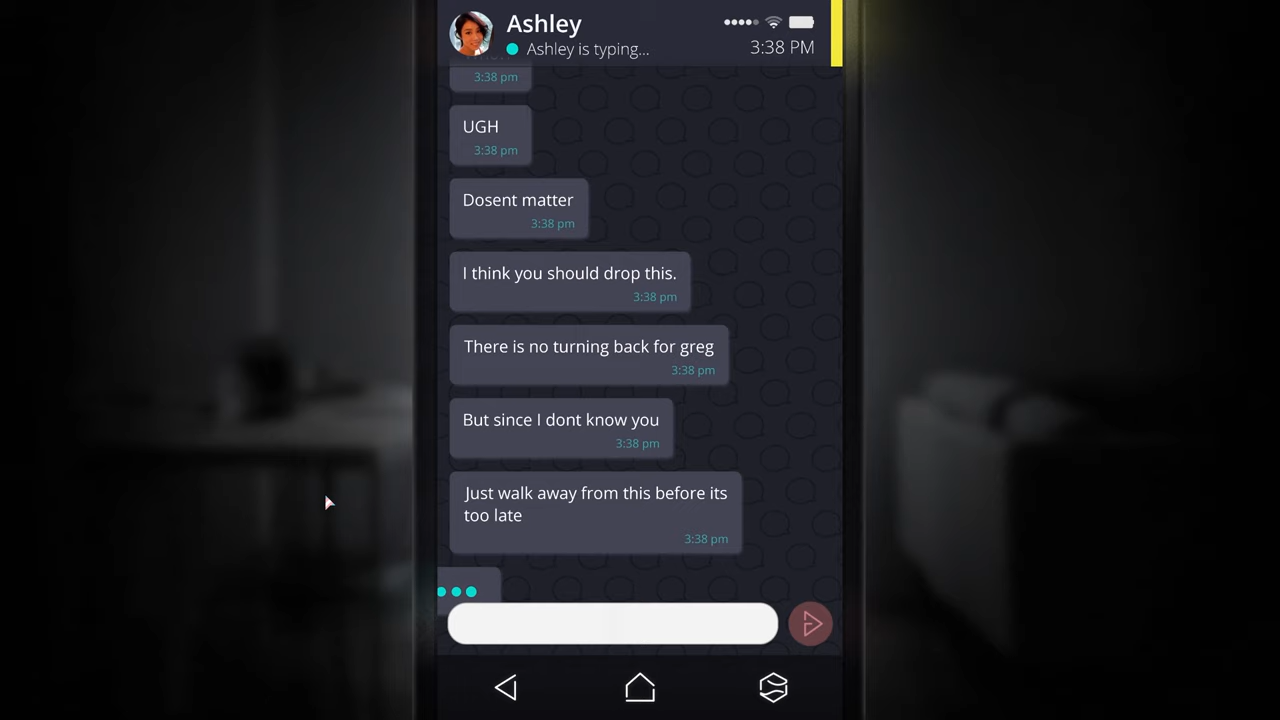 Ashley
Ashley is typing...
3:38 PM
3:38 pm
UGH
3:38 pm
Dosent matter
3:38 pm
I think you should drop this.
3:38 pm
There is no turning back for greg
3:38 pm
But since I dont know you
3:38 pm
Just walk away from this before its
too late
3:38 pm